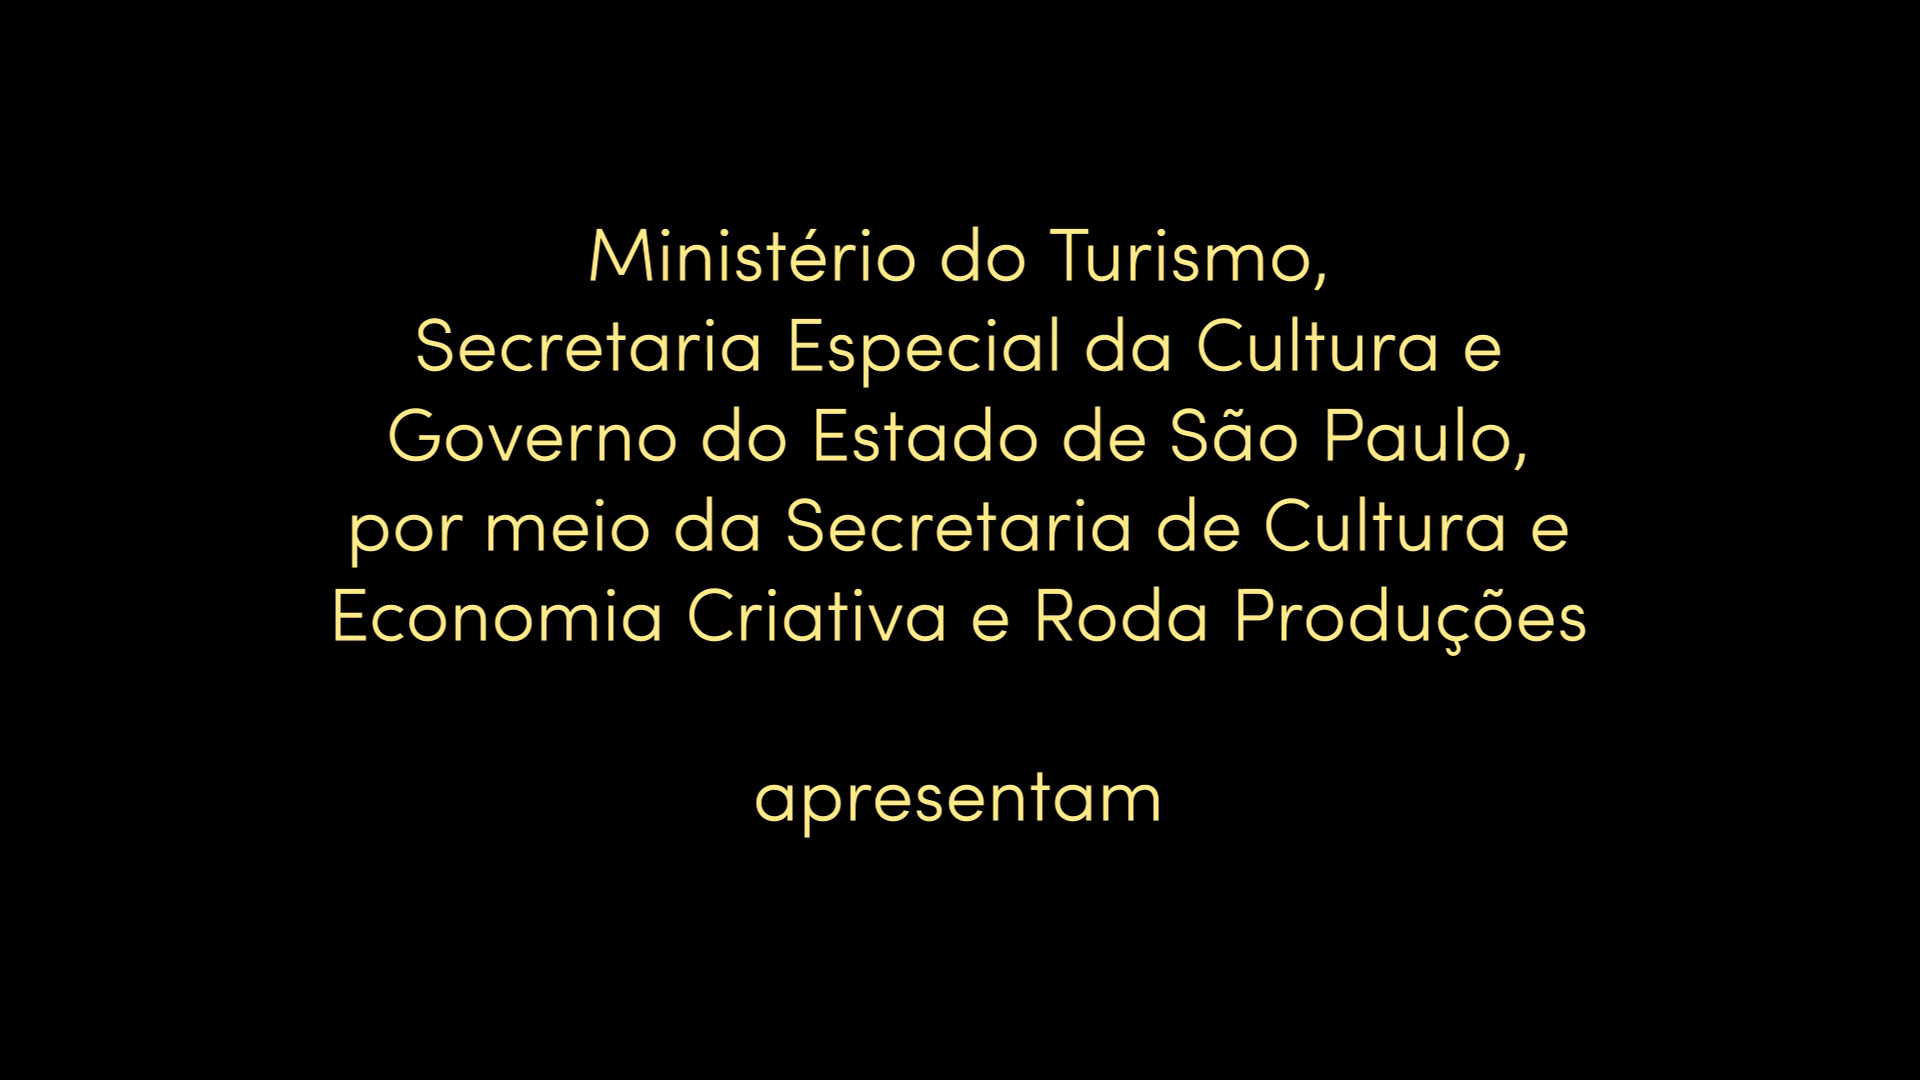 Ministério do Turismo,
Secretaria Especial da Cultura e
Governo do Estado de São Paulo,
por meio da Secretaria de Cultura e
Economia Criativa e Roda Produções
apresentam